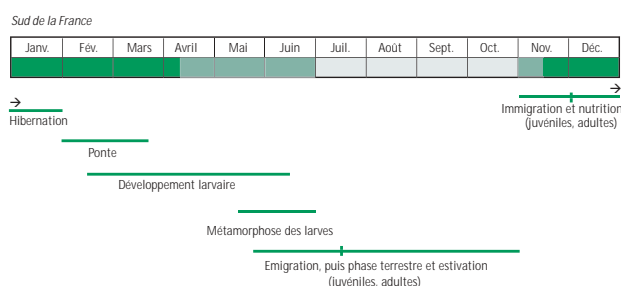 Sud de la France
Janv. Fév. Mars Avril Mai Juin Juil. Août Sept. Oct. Nov. Déc.
Hibernation
Immigration et nutrition
(juvéniles, adultes)
Ponte
Développement larvaire
Métamorphose des larves
Emigration, puis phase terrestre et estivation
(juvéniles, adultes)